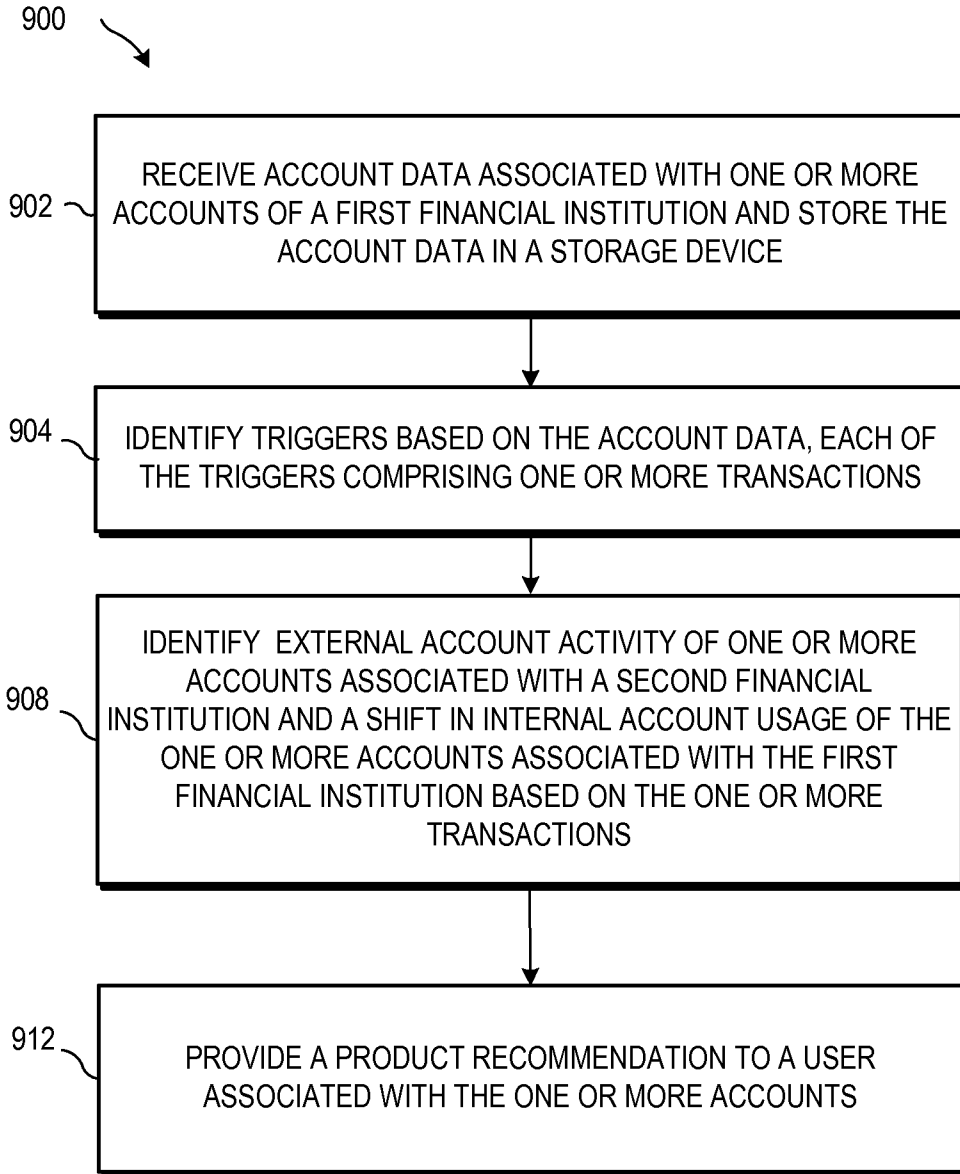 900
902
RECEIVE ACCOUNT DATA ASSOCIATED WITH ONE OR MORE
ACCOUNTS OF A FIRST FINANCIAL INSTITUTION AND STORE THE
ACCOUNT DATA IN A STORAGE DEVICE
904
IDENTIFY TRIGGERS BASED ON THE ACCOUNT DATA, EACH OF
THE TRIGGERS COMPRISING ONE OR MORE TRANSACTIONS
908
IDENTIFY EXTERNAL ACCOUNT ACTIVITY OF ONE OR MORE
ACCOUNTS ASSOCIATED WITH A SECOND FINANCIAL
INSTITUTION AND A SHIFT IN INTERNAL ACCOUNT USAGE OF THE
ONE OR MORE ACCOUNTS ASSOCIATED WITH THE FIRST
FINANCIAL INSTITUTION BASED ON THE ONE OR MORE
TRANSACTIONS
912
PROVIDE A PRODUCT RECOMMENDATION TO A USER
ASSOCIATED WITH THE ONE OR MORE ACCOUNTS